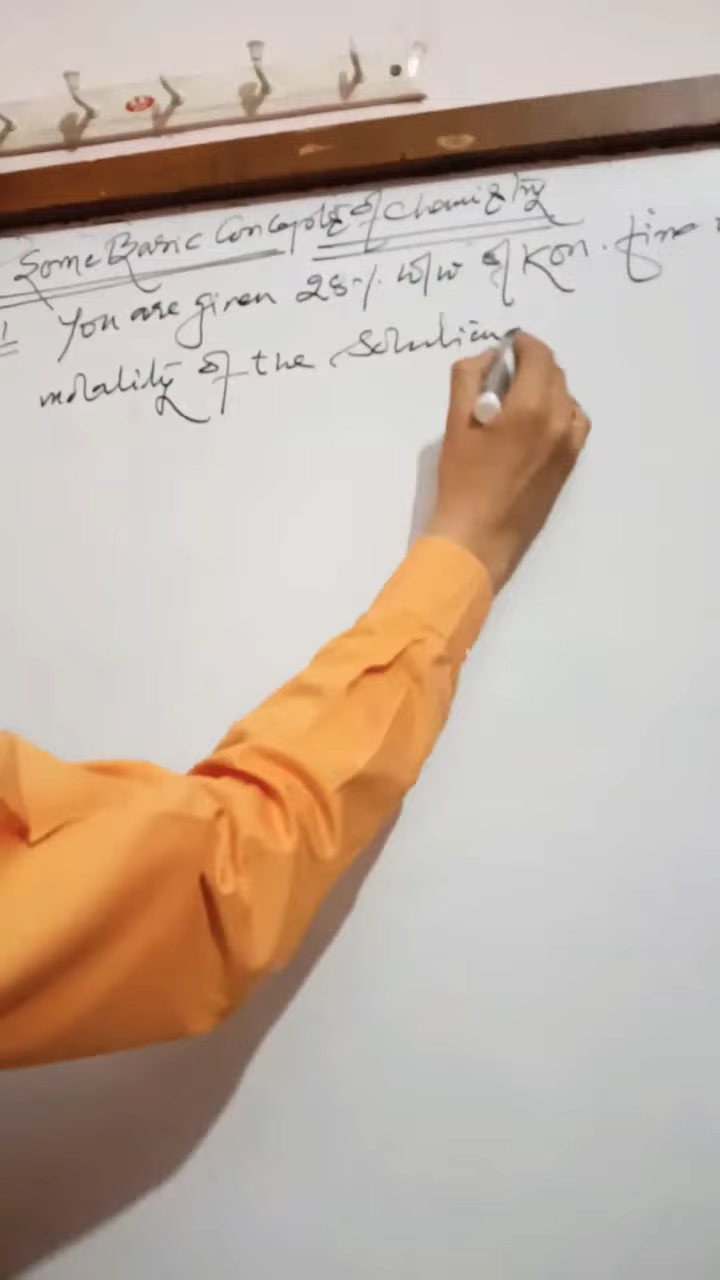 Some Basic Concepts of Chemistry
1 You are given 28% W/W of KOH. find
molality of the Solution